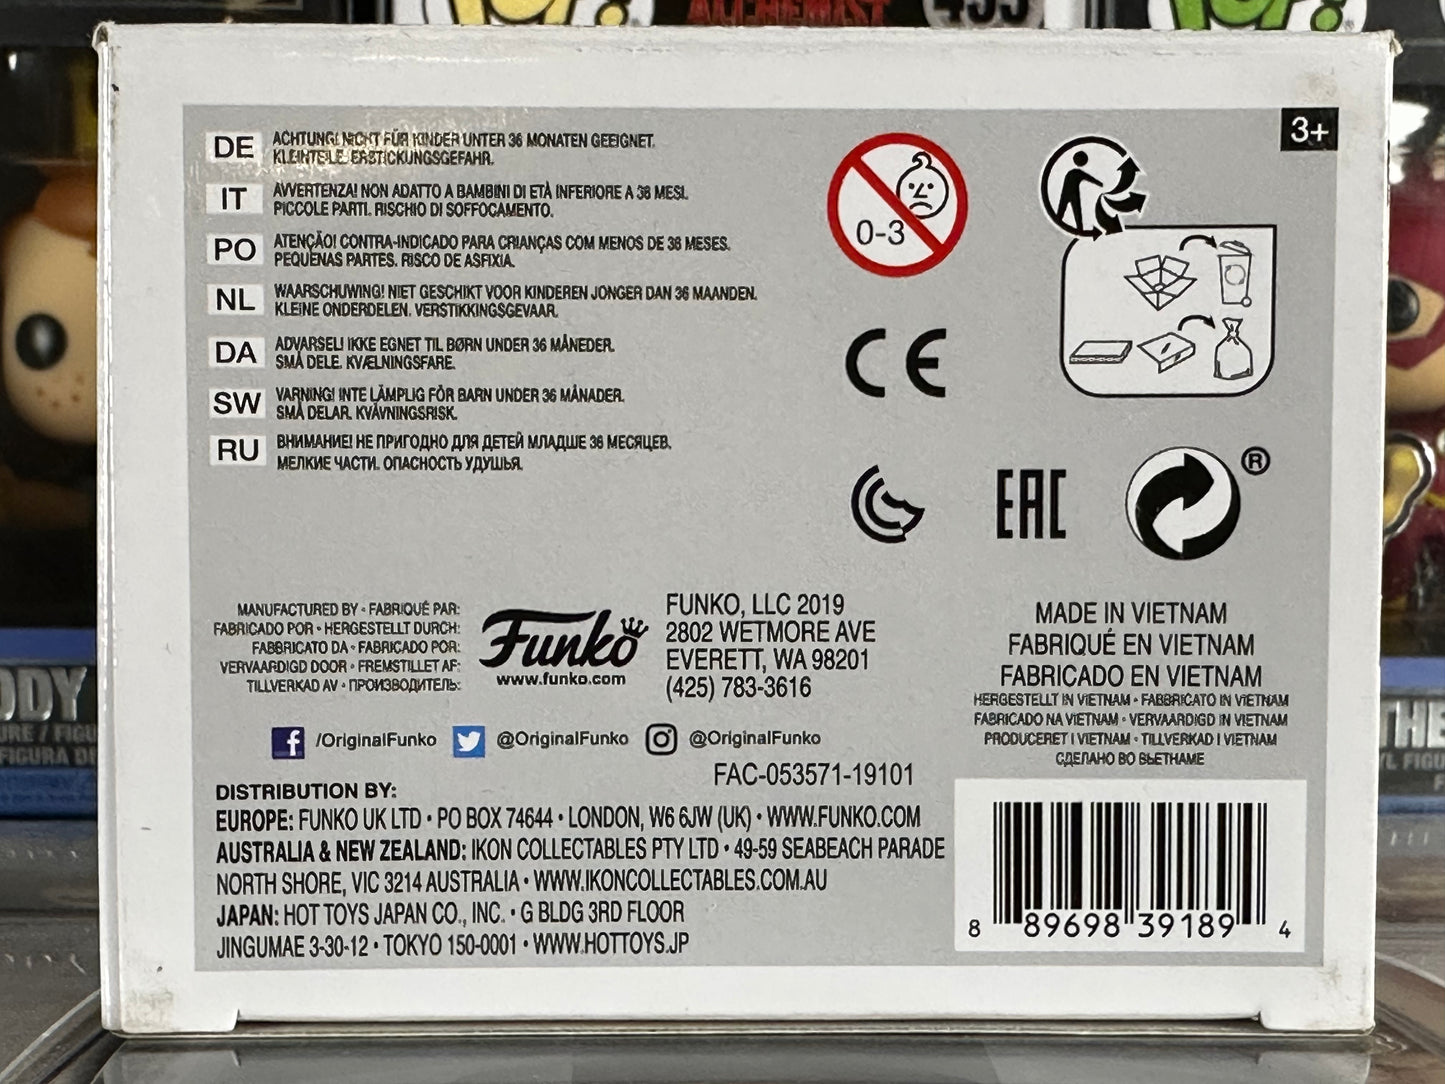 ALCHEMIST
3+
DE ACHTUNG! NICHT FÜR KINDER UNTER 36 MONATEN GEEIGNET.
KLEINTEILE. ERSTICKUNGSGEFAHR.
IT AVVERTENZA! NON ADATTO A BAMBINI DI ETÀ INFERIORE A 36 MESI.
PICCOLE PARTI. RISCHIO DI SOFFOCAMENTO.
PO ATENÇÃO! CONTRA-INDICADO PARA CRIANÇAS COM MENOS DE 36 MESES.
PEQUENAS PARTES. RISCO DE ASFIXIA.
NL WAARSCHUWING! NIET GESCHIKT VOOR KINDEREN JONGER DAN 36 MAANDEN.
KLEINE ONDERDELEN. VERSTIKKINGSGEVAAR.
DA ADVARSEL! IKKE EGNET TIL BØRN UNDER 36 MÅNEDER.
SMÅ DELE. KVÆLNINGSFARE.
SW VARNING! INTE LÄMPLIG FÖR BARN UNDER 36 MÅNADER.
SMÅ DELAR. KVÄVNINGSRISK.
RU ВНИМАНИЕ! НЕ ПРИГОДНО ДЛЯ ДЕТЕЙ МЛАДШЕ 36 МЕСЯЦЕВ.
МЕЛКИЕ ЧАСТИ. ОПАСНОСТЬ УДУШЬЯ.
0-3
CE
EAC
®
MANUFACTURED BY • FABRIQUÉ PAR:
FABRICADO POR • HERGESTELLT DURCH:
FABBRICATO DA • FABRICADO POR:
VERVAARDIGD DOOR • FREMSTILLET AF:
TILLVERKAD AV • ПРОИЗВОДИТЕЛЬ:
Funko
www.funko.com
FUNKO, LLC 2019
2802 WETMORE AVE
EVERETT, WA 98201
(425) 783-3616
MADE IN VIETNAM
FABRIQUÉ EN VIETNAM
FABRICADO EN VIETNAM
HERGESTELLT IN VIETNAM • FABBRICATO IN VIETNAM
FABRICADO NA VIETNAM • VERVAARDIGD IN VIETNAM
PRODUCERET I VIETNAM • TILLVERKAD I VIETNAM
СДЕЛАНО ВО ВЬЕТНАМЕ
/OriginalFunko @OriginalFunko @OriginalFunko
FAC-053571-19101
DISTRIBUTION BY:
EUROPE: FUNKO UK LTD • PO BOX 74644 • LONDON, W6 6JW (UK) • WWW.FUNKO.COM
AUSTRALIA & NEW ZEALAND: IKON COLLECTABLES PTY LTD • 49-59 SEABEACH PARADE
NORTH SHORE, VIC 3214 AUSTRALIA • WWW.IKONCOLLECTABLES.COM.AU
JAPAN: HOT TOYS JAPAN CO., INC. • G BLDG 3RD FLOOR
JINGUMAE 3-30-12 • TOKYO 150-0001 • WWW.HOTTOYS.JP
8 89698 39189 4